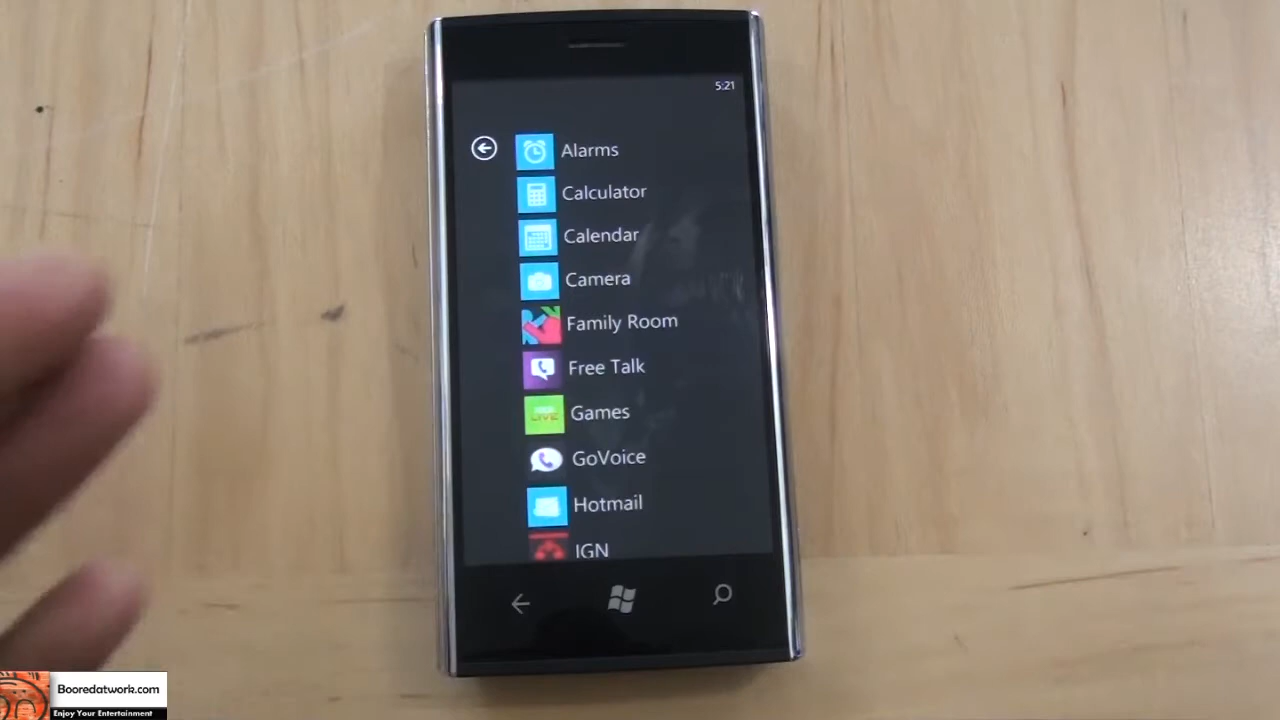 5:21
Alarms
Calculator
Calendar
Camera
Family Room
Free Talk
LIVE
Games
GoVoice
Hotmail
IGN
Booredatwork.com
Enjoy Your Entertainment